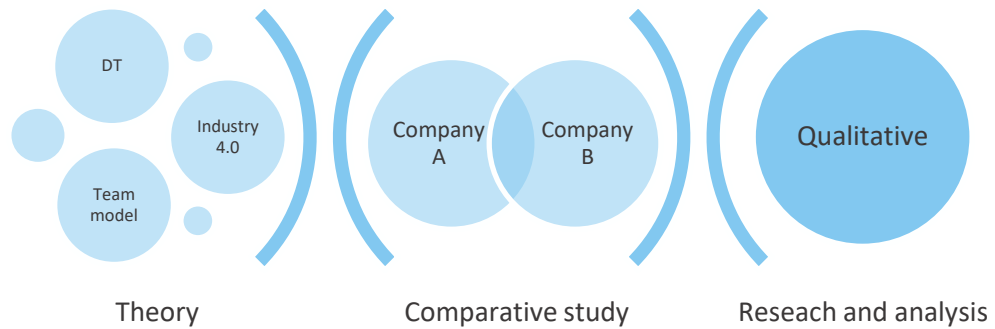 DT
Industry
4.0
Team
model
Company
A
Company
B
Qualitative
Theory
Comparative study
Reseach and analysis